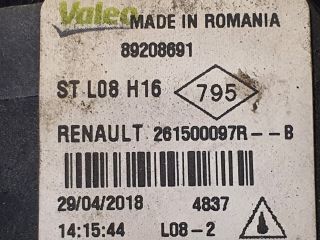 Valeo MADE IN ROMANIA
89208691
ST L08 H16 795
RENAULT 261500097R--B
29/04/2018 4837
14:15:44 L08-2